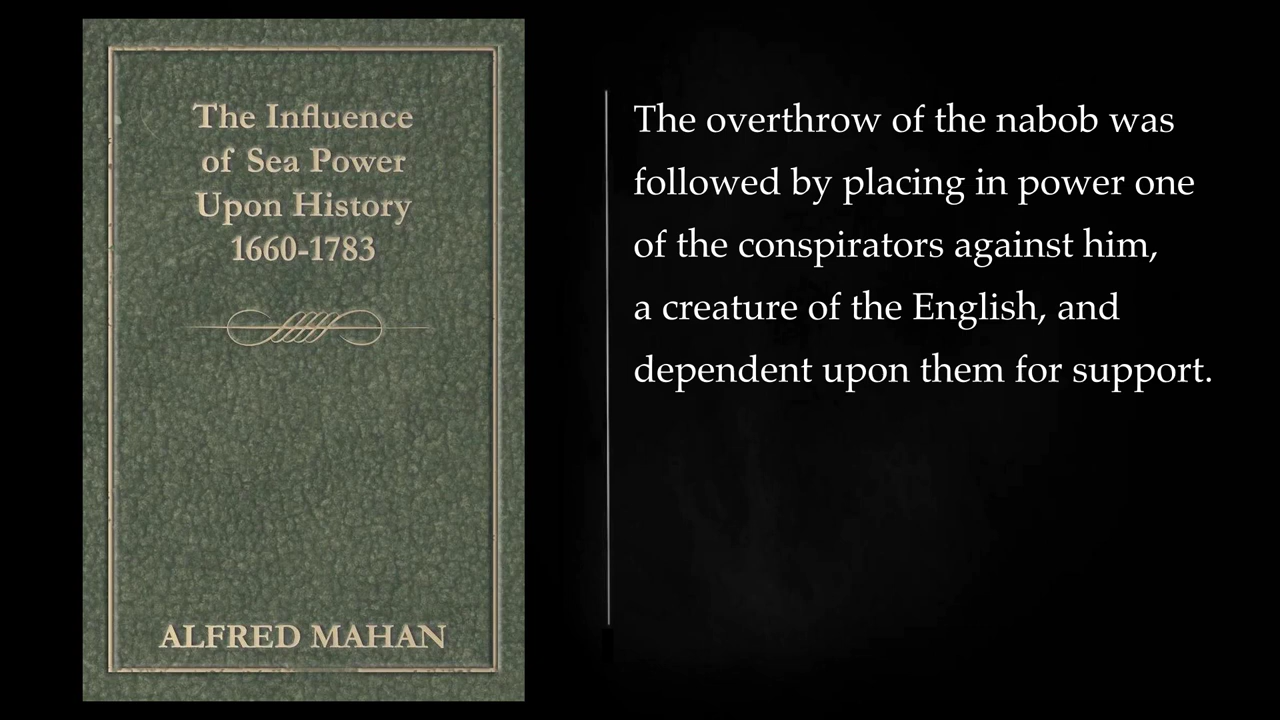 The Influence
of Sea Power
Upon History
1660-1783
ALFRED MAHAN
The overthrow of the nabob was
followed by placing in power one
of the conspirators against him,
a creature of the English, and
dependent upon them for support.